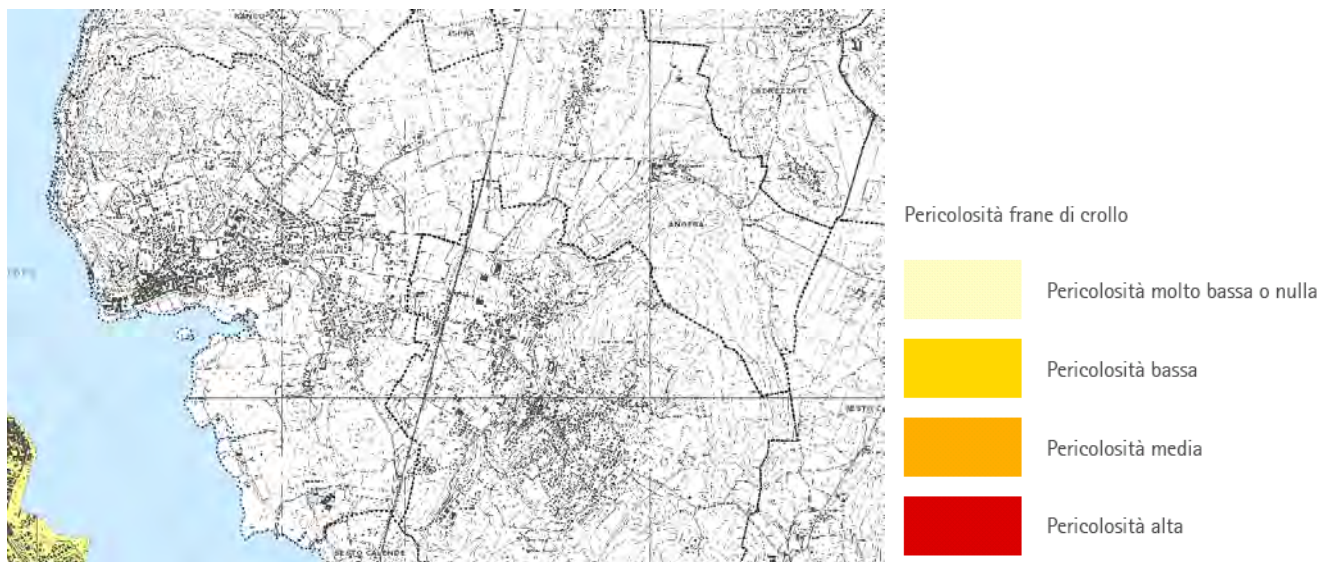 RANCO
ISPRA
CADREZZATE
ANGERA
SESTO CALENDE
Pericolosità frane di crollo
Pericolosità molto bassa o nulla
Pericolosità bassa
Pericolosità media
Pericolosità alta